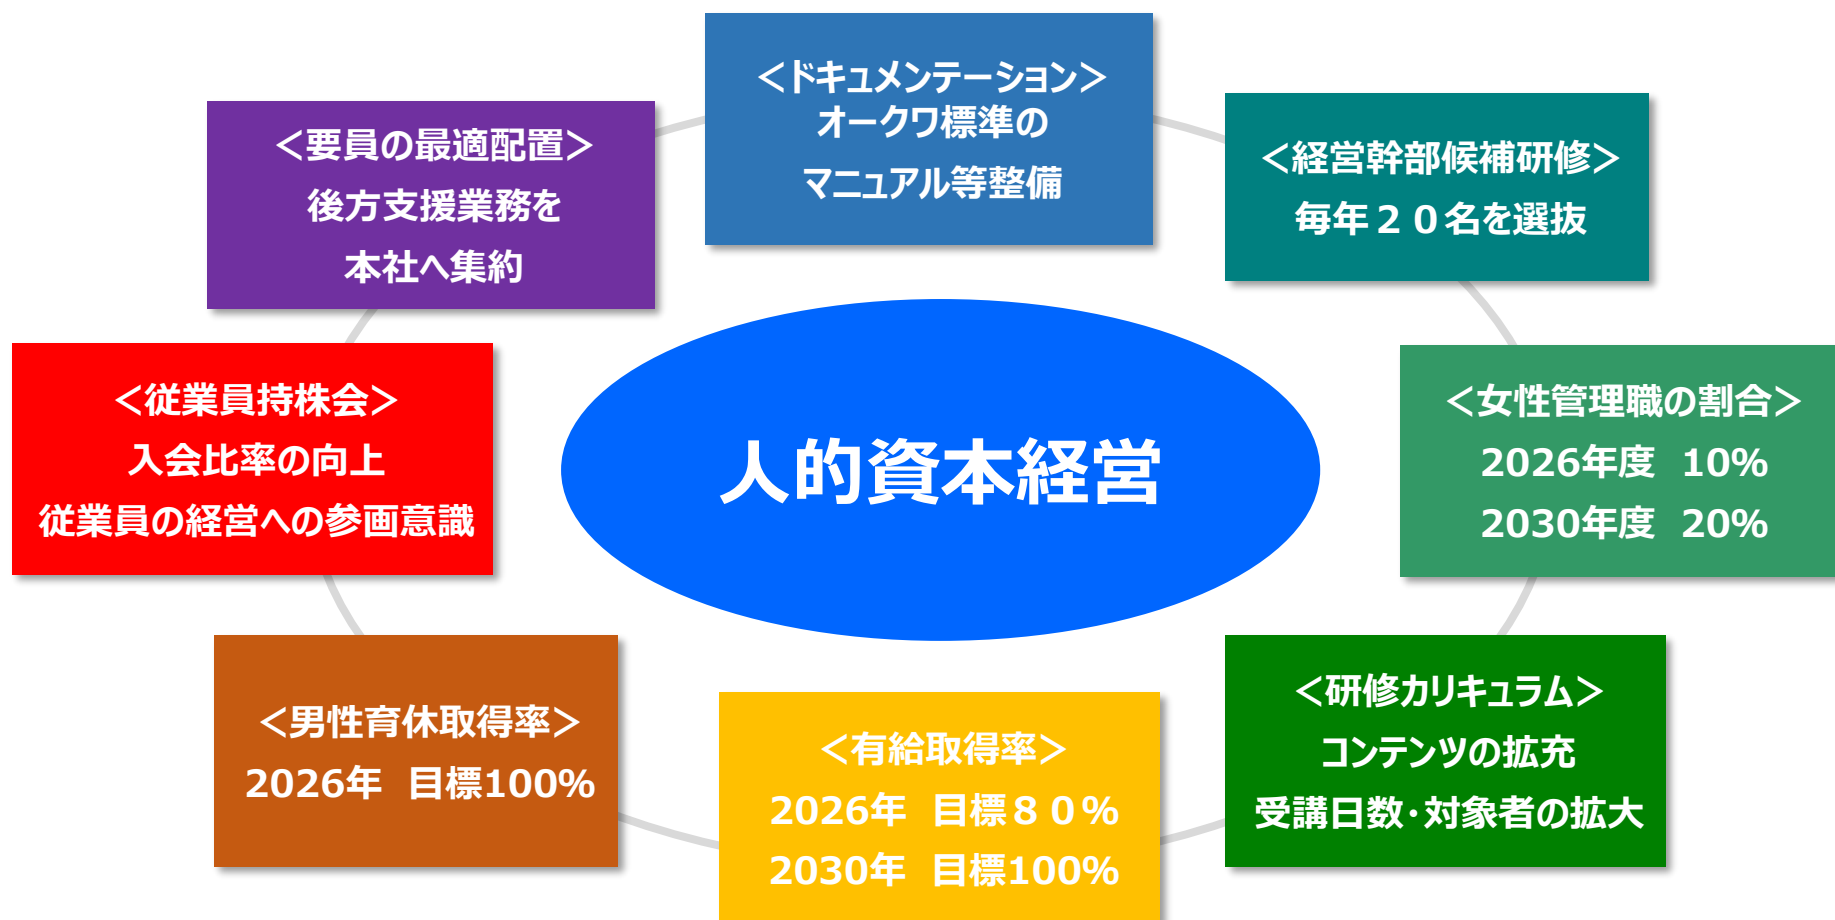 ＜ドキュメンテーション＞
オークワ標準の
マニュアル等整備
＜経営幹部候補研修＞
毎年２０名を選抜
＜女性管理職の割合＞
2026年度　10%
2030年度　20%
＜研修カリキュラム＞
コンテンツの拡充
受講日数・対象者の拡大
＜有給取得率＞
2026年　目標８０%
2030年　目標100%
＜男性育休取得率＞
2026年　目標100%
＜従業員持株会＞
入会比率の向上
従業員の経営への参画意識
＜要員の最適配置＞
後方支援業務を
本社へ集約
人的資本経営